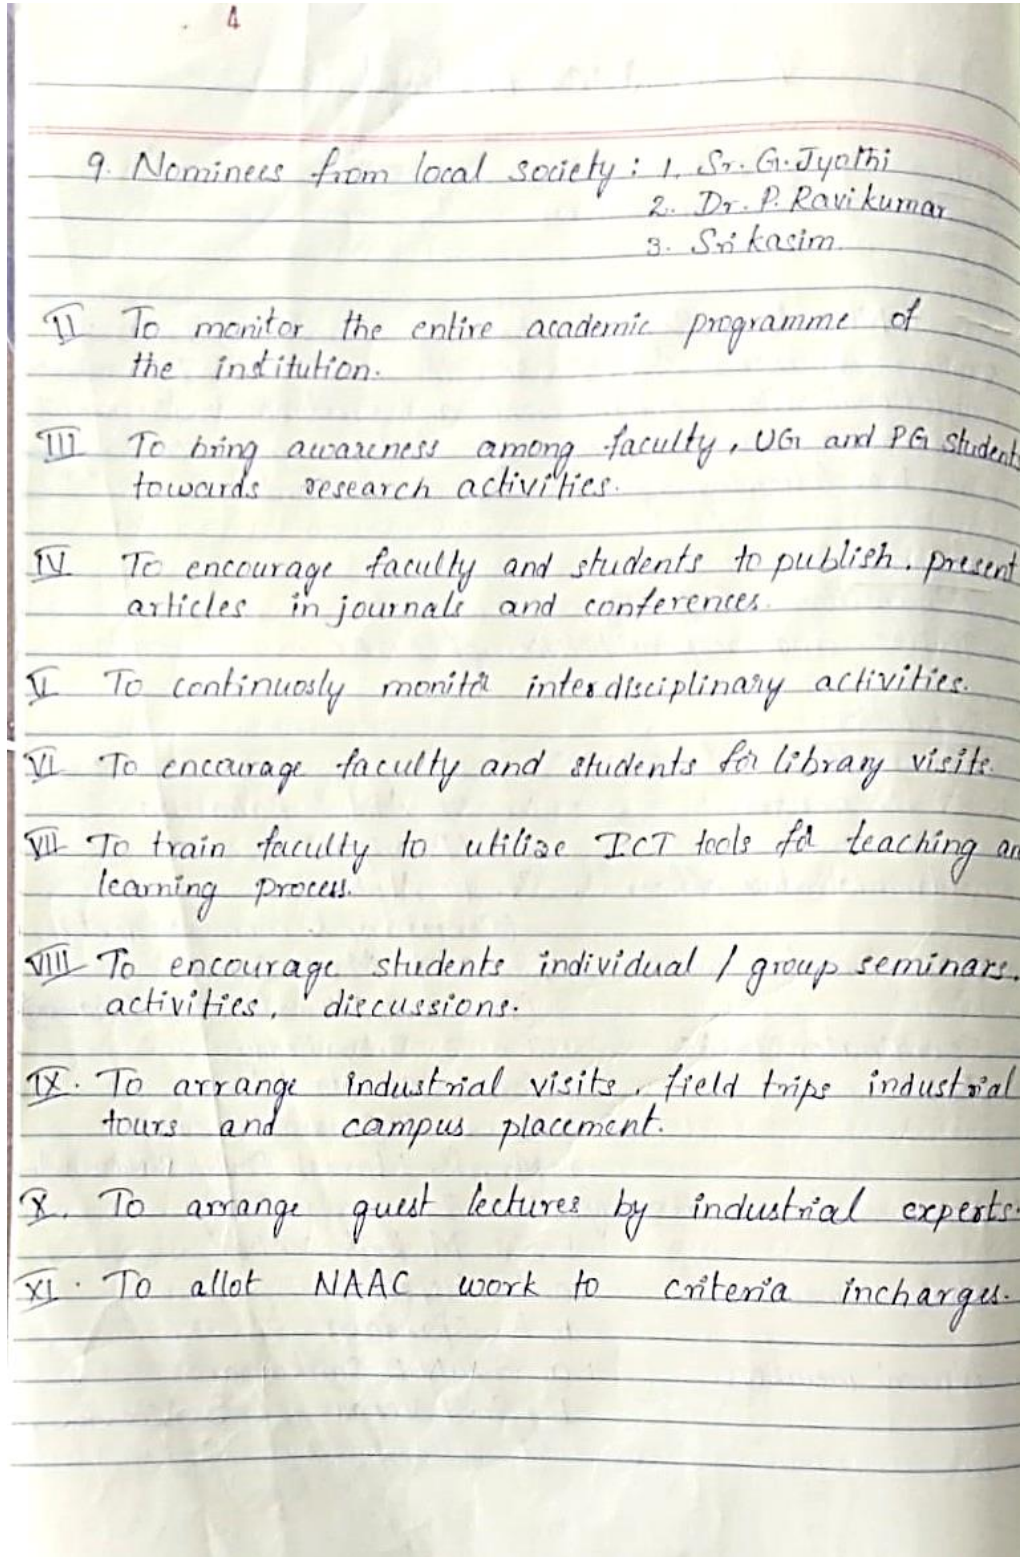 4
9. Nominees from local society : 1. Sr. G. Jyothi
2. Dr. P. Ravi kumar
3. Sri kasim.
II To monitor the entire academic programme of
the institution.
III To bring awareness among faculty, UG and PG Students
towards research activities.
IV To encourage faculty and students to publish, present
articles in journals and conferences.
V To continuosly monitor interdisciplinary activities.
VI To encourage faculty and students for library visits.
VII To train faculty to utilise ICT tools for teaching an
learning process.
VIII To encourage students individual / group seminars,
activities, discussions.
IX. To arrange industrial visits, field trips industrial
tours and campus placement.
X. To arrange guest lectures by industrial experts.
XI. To allot NAAC work to criteria incharges.